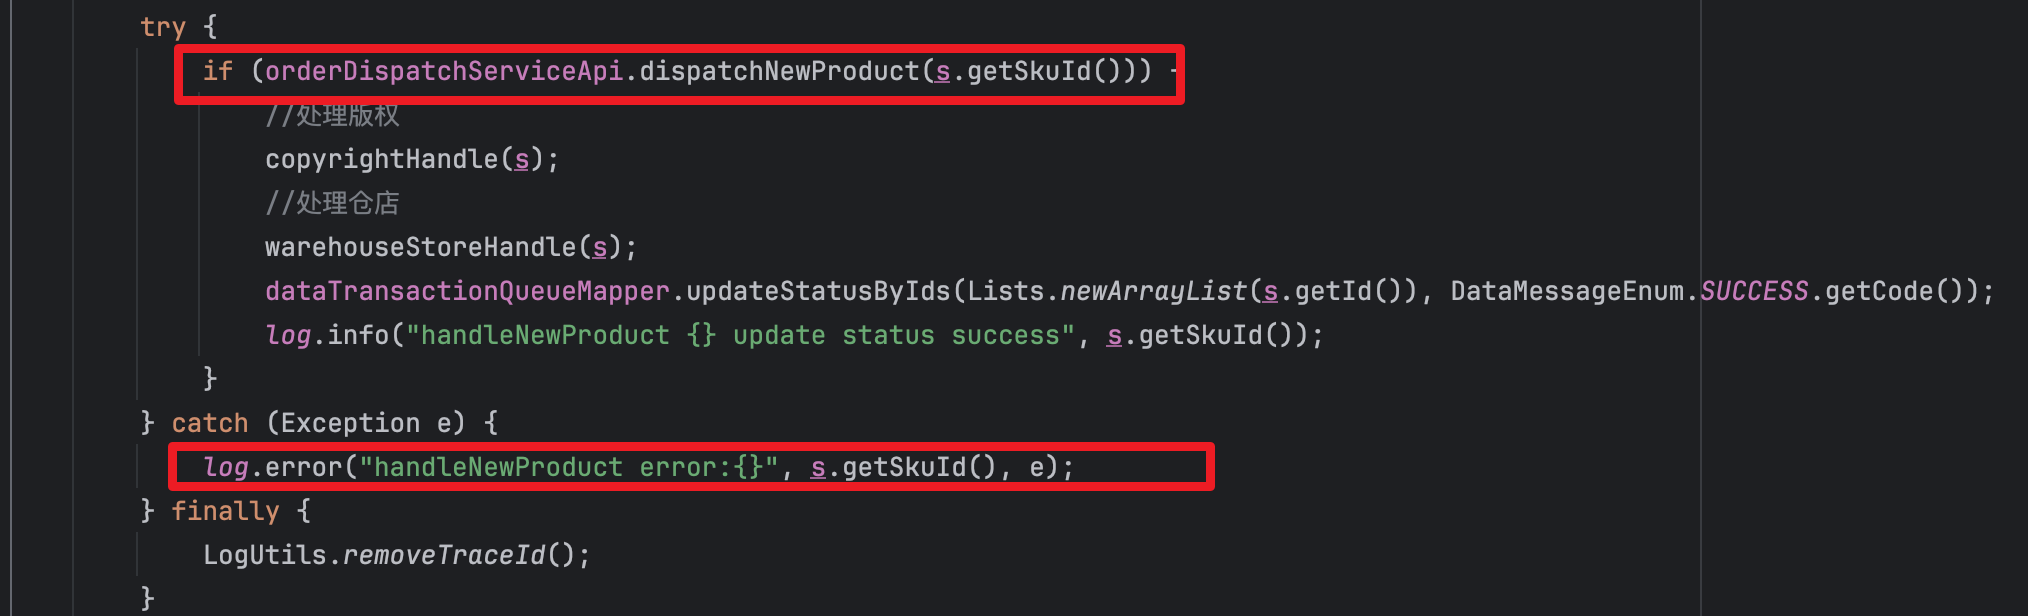 try {
if (orderDispatchServiceApi.dispatchNewProduct(s.getSkuId())) {
//处理版权
copyrightHandle(s);
//处理仓店
warehouseStoreHandle(s);
dataTransactionQueueMapper.updateStatusByIds(Lists.newArrayList(s.getId()), DataMessageEnum.SUCCESS.getCode());
log.info("handleNewProduct {} update status success", s.getSkuId());
}
} catch (Exception e) {
log.error("handleNewProduct error:{}", s.getSkuId(), e);
} finally {
LogUtils.removeTraceId();
}